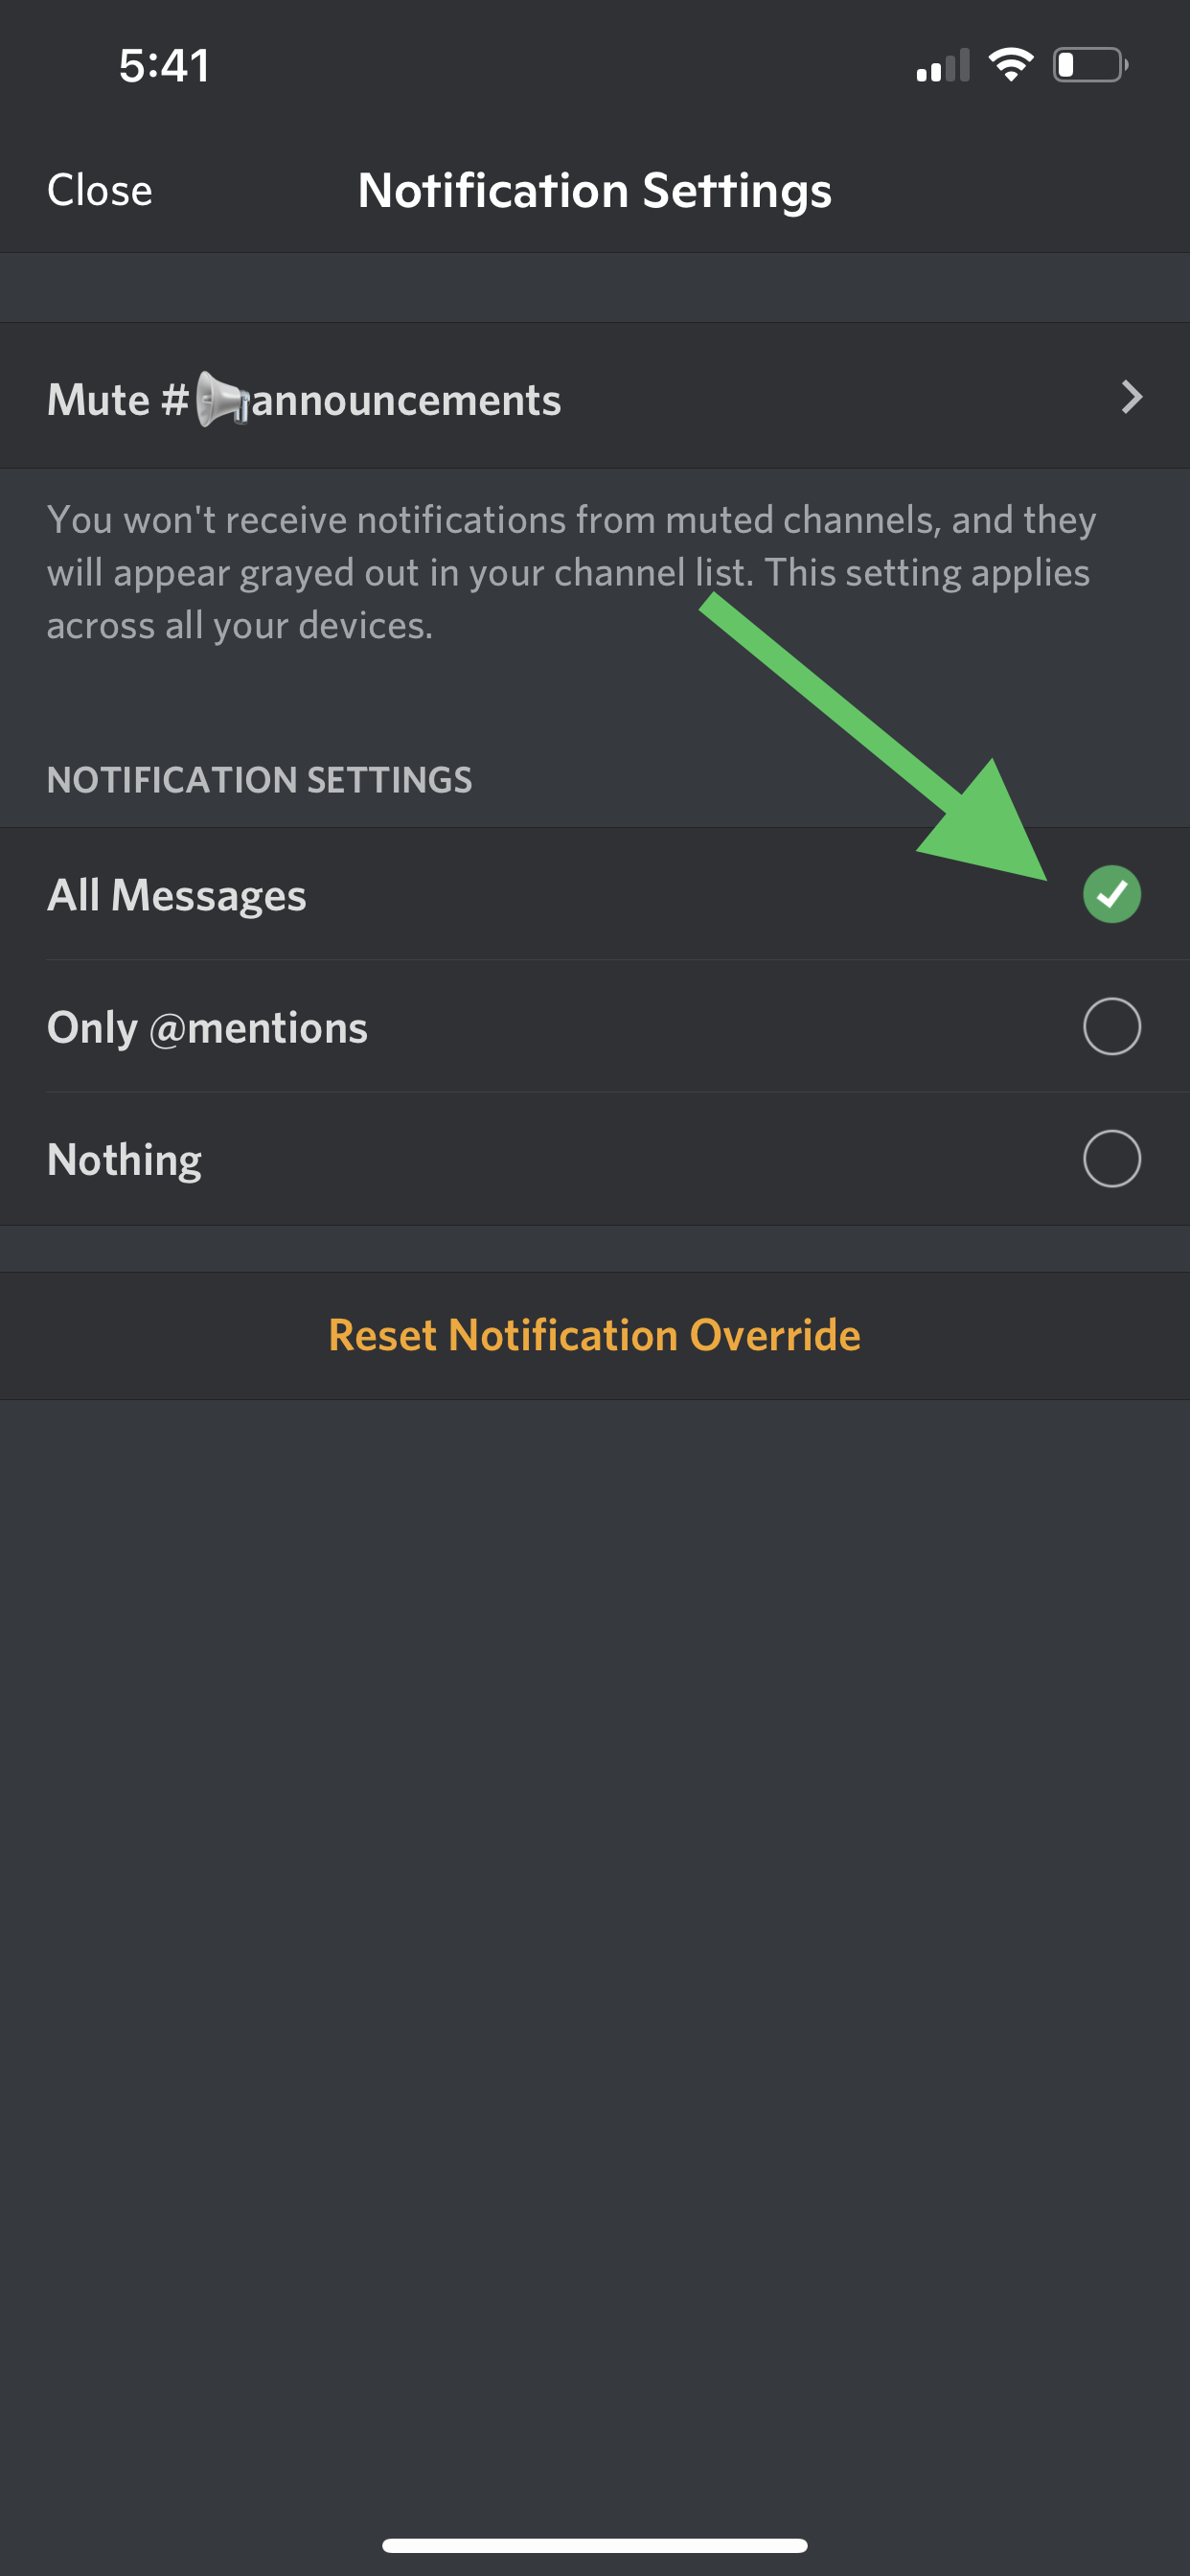 5:41
Close
Notification Settings
Mute #📢announcements
You won't receive notifications from muted channels, and they
will appear grayed out in your channel list. This setting applies
across all your devices.
NOTIFICATION SETTINGS
All Messages
Only @mentions
Nothing
Reset Notification Override